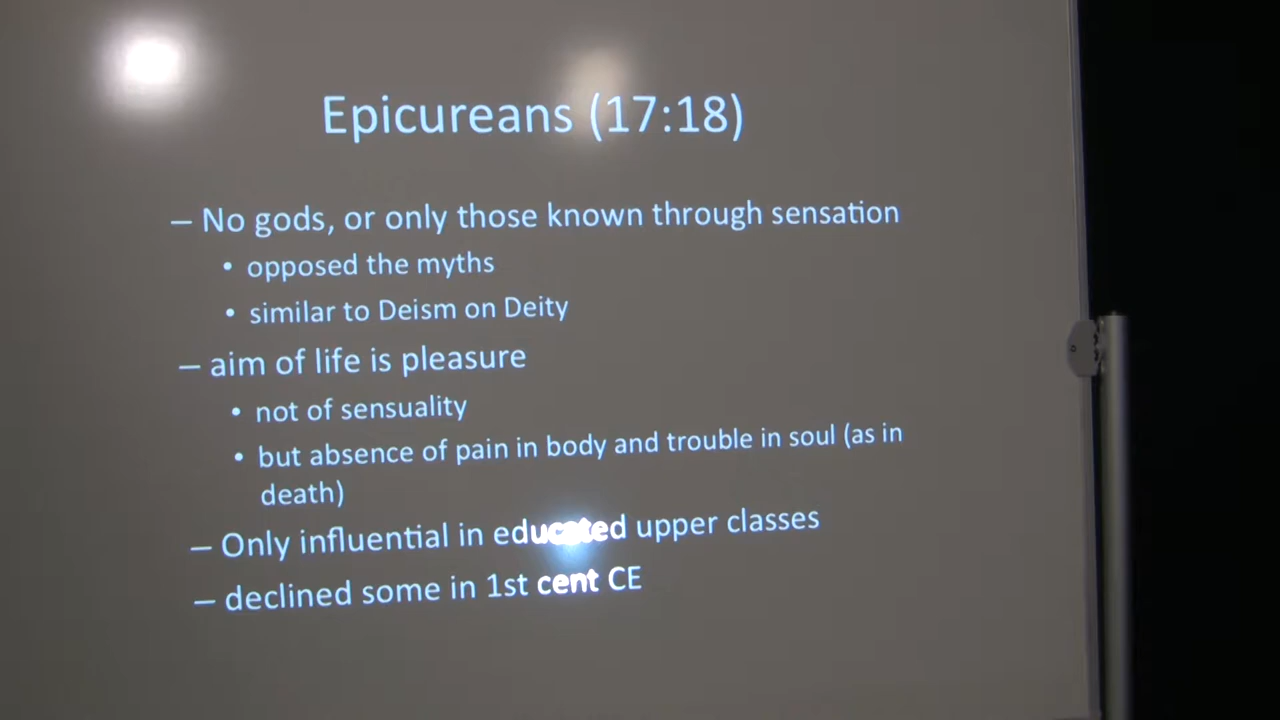 Epicureans (17:18)
– No gods, or only those known through sensation
• opposed the myths
• similar to Deism on Deity
– aim of life is pleasure
• not of sensuality
• but absence of pain in body and trouble in soul (as in
death)
– Only influential in educated upper classes
– declined some in 1st cent CE